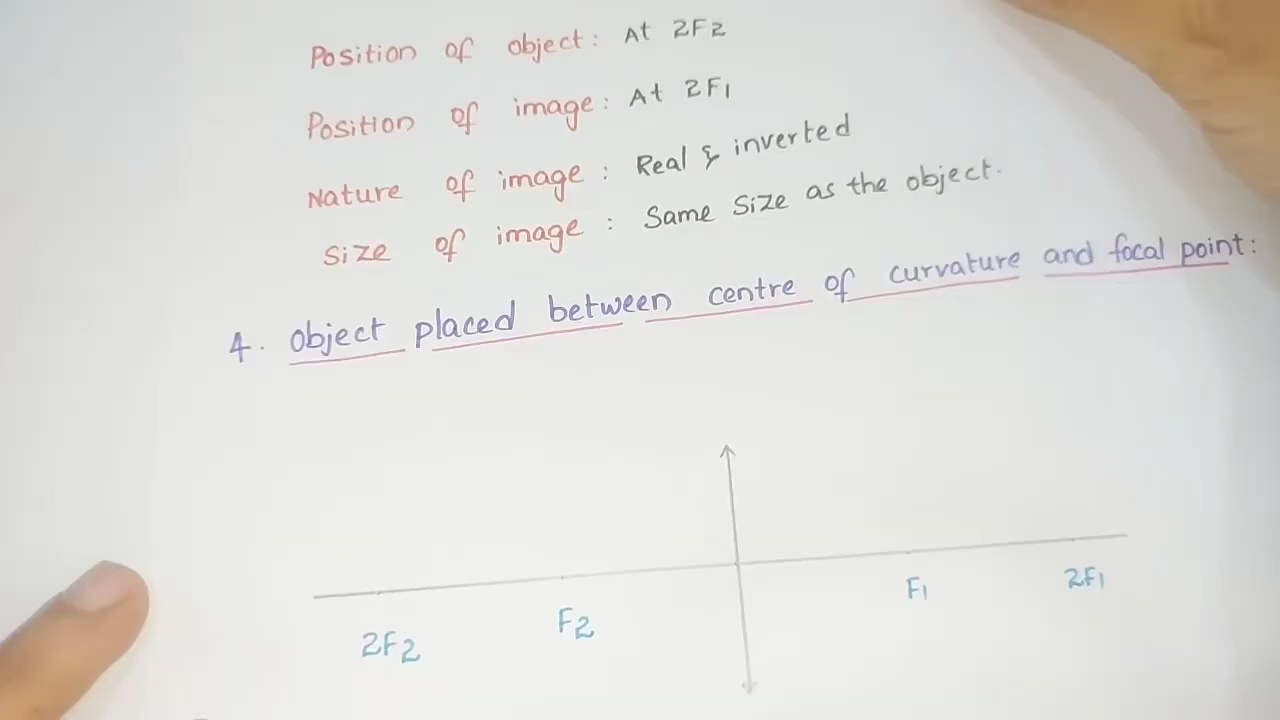 Position of object: At 2F2
Position of image: At 2F1
Nature of image: Real & inverted
Size of image: Same size as the object.
4. Object placed between centre of curvature and focal point:
2F2 F2 F1 2F1